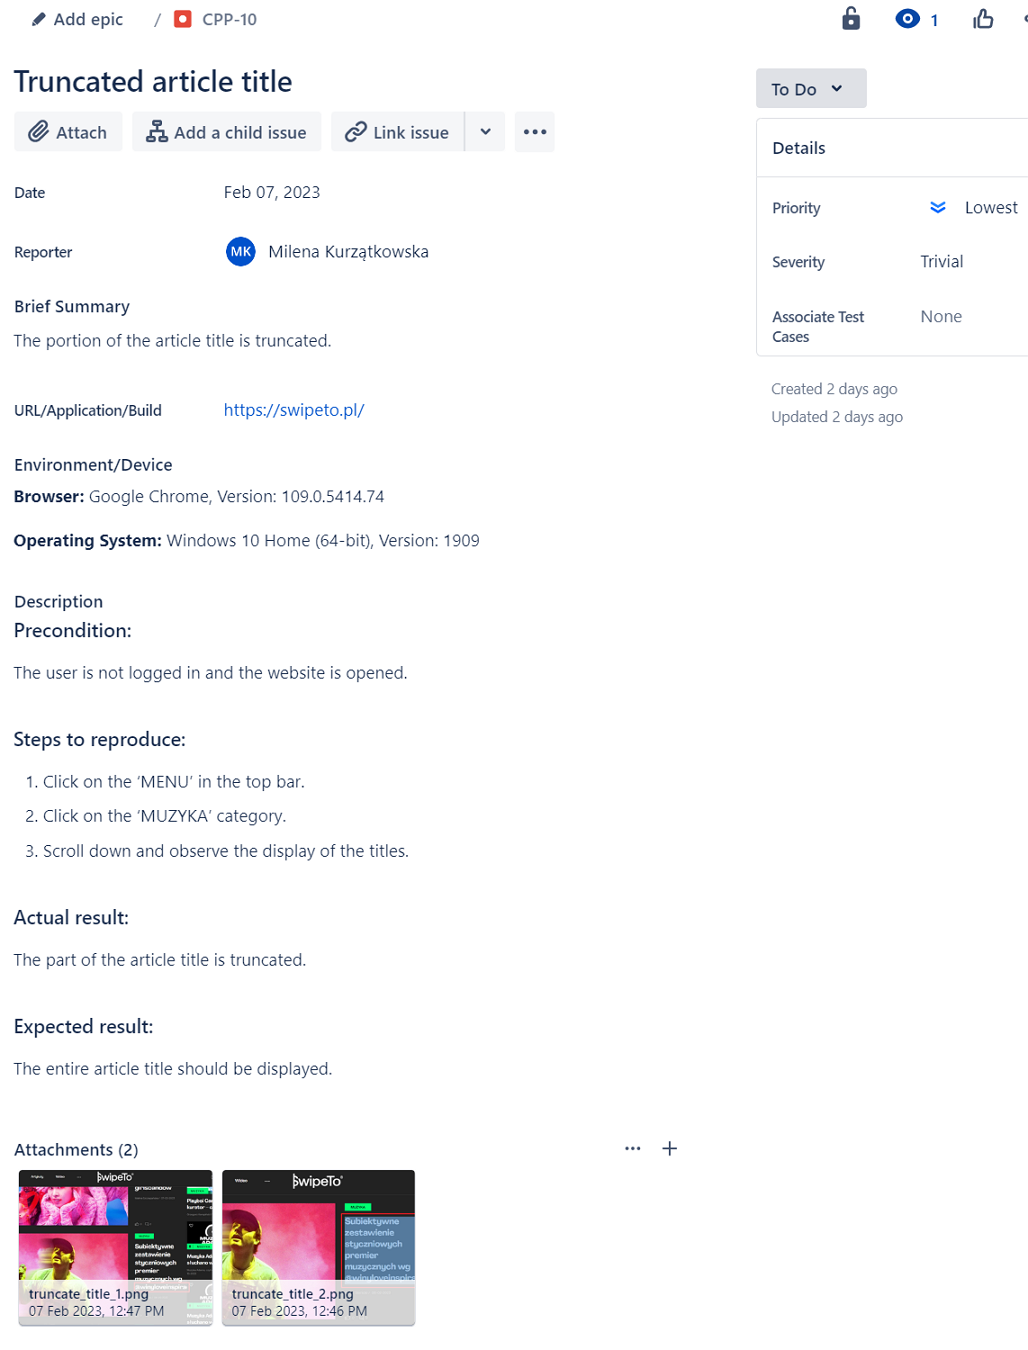 Add epic / CPP-10
1
Truncated article title
To Do
Attach Add a child issue Link issue
Details
Date Feb 07, 2023
Priority Lowest
Reporter MK Milena Kurzątkowska
Severity Trivial
Brief Summary
Associate Test Cases None
The portion of the article title is truncated.
Created 2 days ago
Updated 2 days ago
URL/Application/Build https://swipeto.pl/
Environment/Device
Browser: Google Chrome, Version: 109.0.5414.74
Operating System: Windows 10 Home (64-bit), Version: 1909
Description
Precondition:
The user is not logged in and the website is opened.
Steps to reproduce:
1. Click on the ‘MENU’ in the top bar.
2. Click on the ‘MUZYKA’ category.
3. Scroll down and observe the display of the titles.
Actual result:
The part of the article title is truncated.
Expected result:
The entire article title should be displayed.
Attachments (2)
SwipeTo
Subiektywne
zestawienie
stycziowych
premier
muzycznych wg
truncate_title_1.png
07 Feb 2023, 12:47 PM
Wideo SwipeTo
MUZYKA
Subiektywne
zestawienie
styczniowych
premier
muzycznych wg
truncate_title_2.png
07 Feb 2023, 12:46 PM